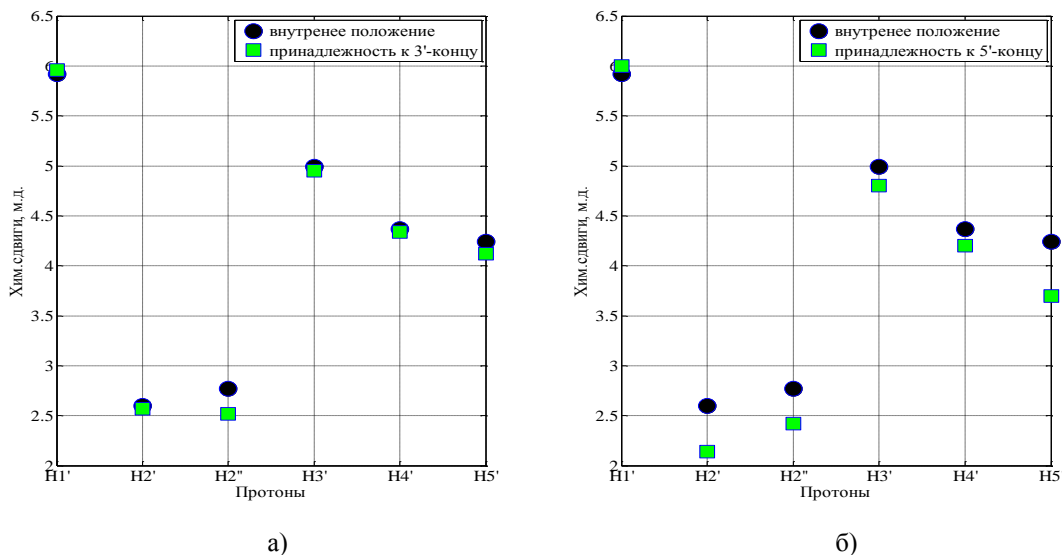 6.5
6
5.5
5
4.5
4
3.5
3
2.5
2
Хим.сдвиги, м.д.
внутренее положение
принадлежность к 3'-концу
H1' H2' H2'' H3' H4' H5'
Протоны
а)
6.5
6
5.5
5
4.5
4
3.5
3
2.5
2
Хим.сдвиги, м.д.
внутренее положение
принадлежность к 5'-концу
H1' H2' H2'' H3' H4' H5
Протоны
б)